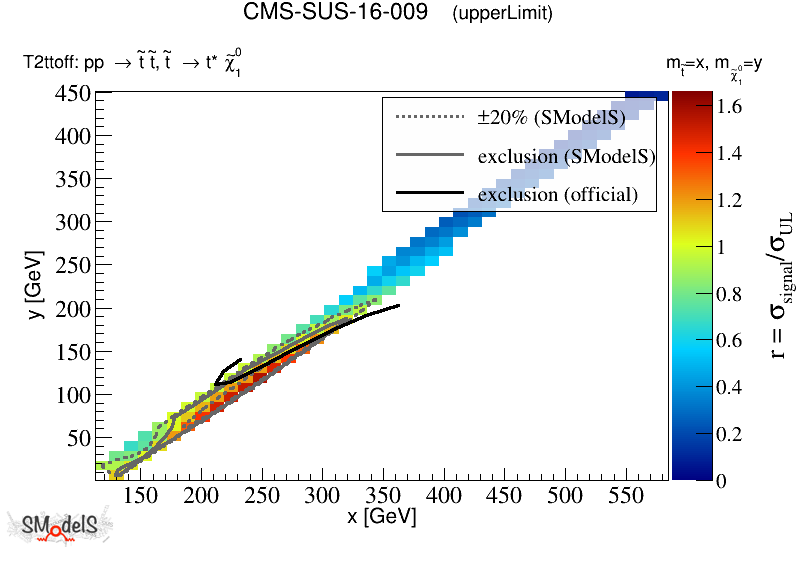 CMS-SUS-16-009 (upperLimit)
T2ttoff: pp → t̃ t̃, t̃ → t* χ̃⁰₁
m_t̃=x, m_χ̃⁰₁=y
±20% (SModelS)
exclusion (SModelS)
exclusion (official)
450
400
350
300
250
200
150
100
50
y [GeV]
150 200 250 300 350 400 450 500 550
x [GeV]
1.6
1.4
1.2
1
0.8
0.6
0.4
0.2
0
r = σ_signal/σ_UL
SModelS